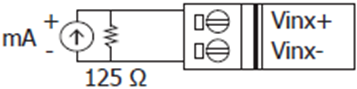 +
mA
-
125 Ω
Vinx+
Vinx-